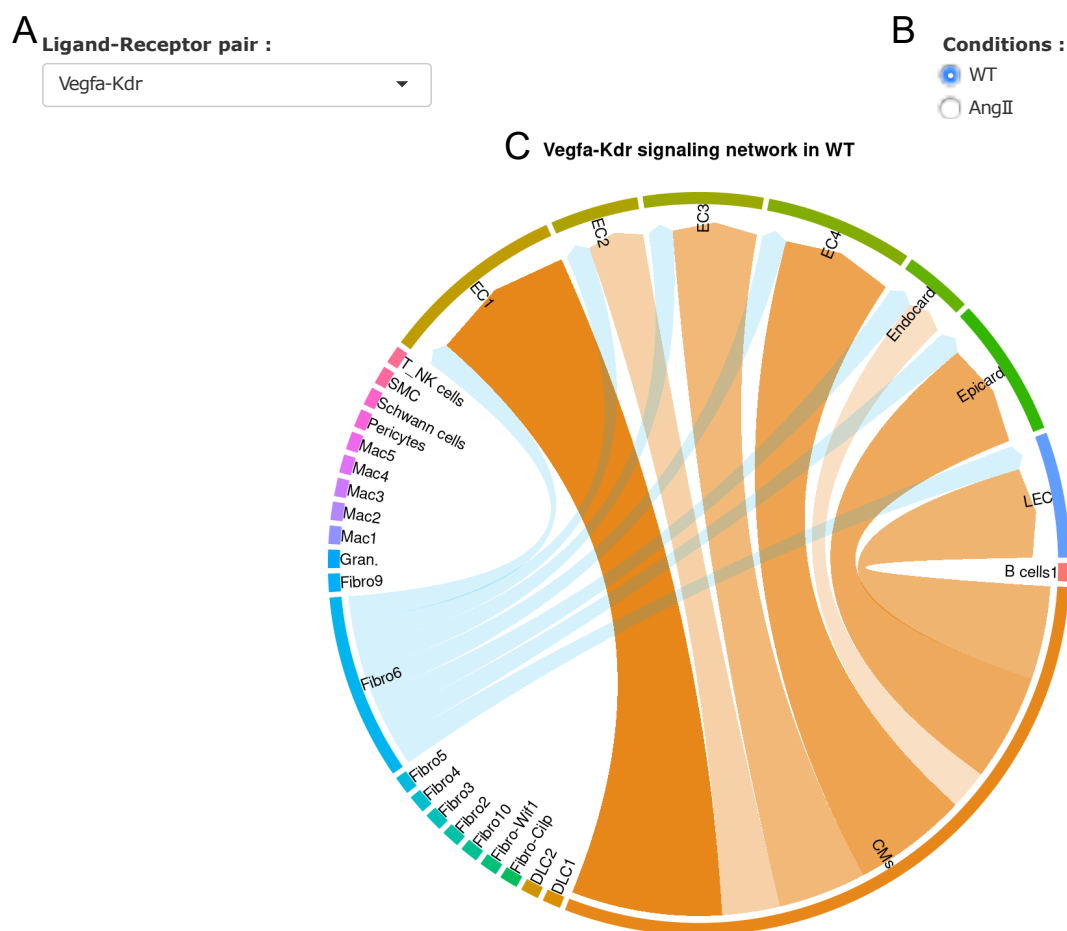 A
Ligand-Receptor pair :
Vegfa-Kdr
B
Conditions :
WT
AngⅡ
C
Vegfa-Kdr signaling network in WT
EC1
EC2
EC3
EC4
Endocard
Epicard
LEC
B cells1
CMs
DLC1
DLC2
Fibro-Cilp
Fibro-Wif1
Fibro10
Fibro2
Fibro3
Fibro4
Fibro5
Fibro6
Fibro9
Gran.
Mac1
Mac2
Mac3
Mac4
Mac5
Pericytes
Schwann cells
SMC
T_NK cells